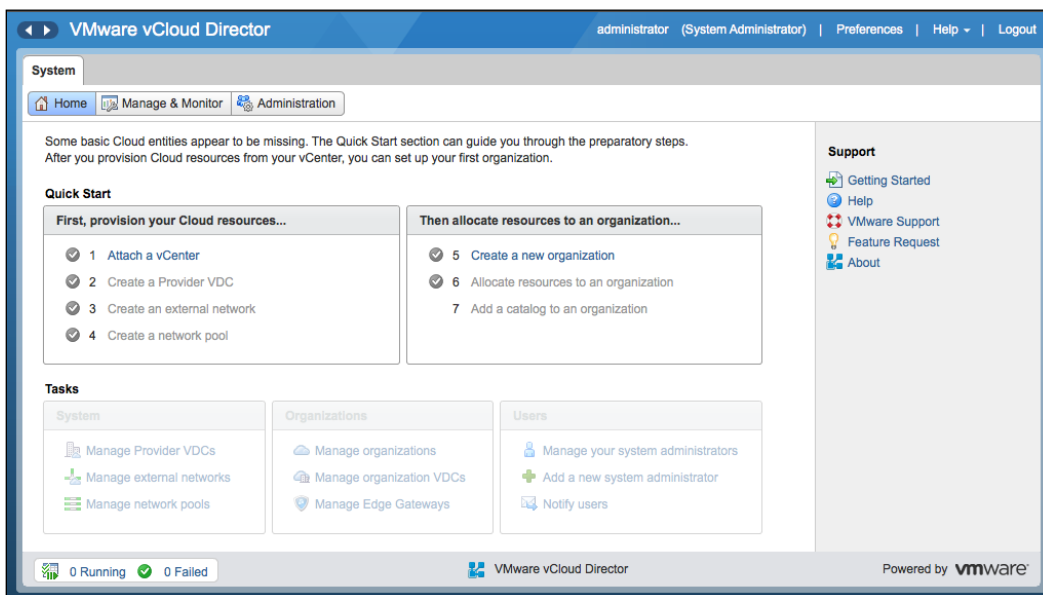 VMware vCloud Director
administrator (System Administrator) | Preferences | Help | Logout
System
Home Manage & Monitor Administration
Some basic Cloud entities appear to be missing. The Quick Start section can guide you through the preparatory steps.
After you provision Cloud resources from your vCenter, you can set up your first organization.
Quick Start
First, provision your Cloud resources...
1 Attach a vCenter
2 Create a Provider VDC
3 Create an external network
4 Create a network pool
Then allocate resources to an organization...
5 Create a new organization
6 Allocate resources to an organization
7 Add a catalog to an organization
Tasks
System
Manage Provider VDCs
Manage external networks
Manage network pools
Organizations
Manage organizations
Manage organization VDCs
Manage Edge Gateways
Users
Manage your system administrators
Add a new system administrator
Notify users
Support
Getting Started
Help
VMware Support
Feature Request
About
0 Running 0 Failed
VMware vCloud Director
Powered by vmware